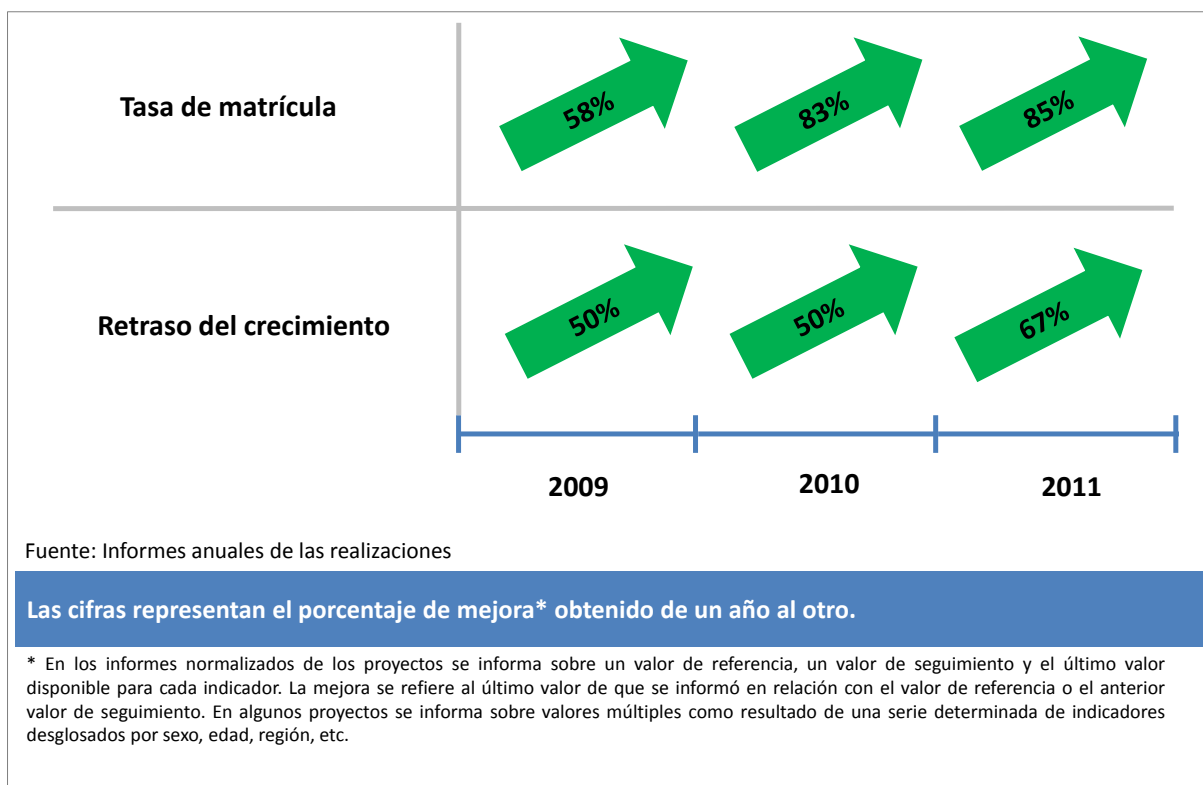 Tasa de matrícula
58%
83%
85%
Retraso del crecimiento
50%
50%
67%
2009
2010
2011
Fuente: Informes anuales de las realizaciones
Las cifras representan el porcentaje de mejora* obtenido de un año al otro.
* En los informes normalizados de los proyectos se informa sobre un valor de referencia, un valor de seguimiento y el último valor
disponible para cada indicador. La mejora se refiere al último valor de que se informó en relación con el valor de referencia o el anterior
valor de seguimiento. En algunos proyectos se informa sobre valores múltiples como resultado de una serie determinada de indicadores
desglosados por sexo, edad, región, etc.